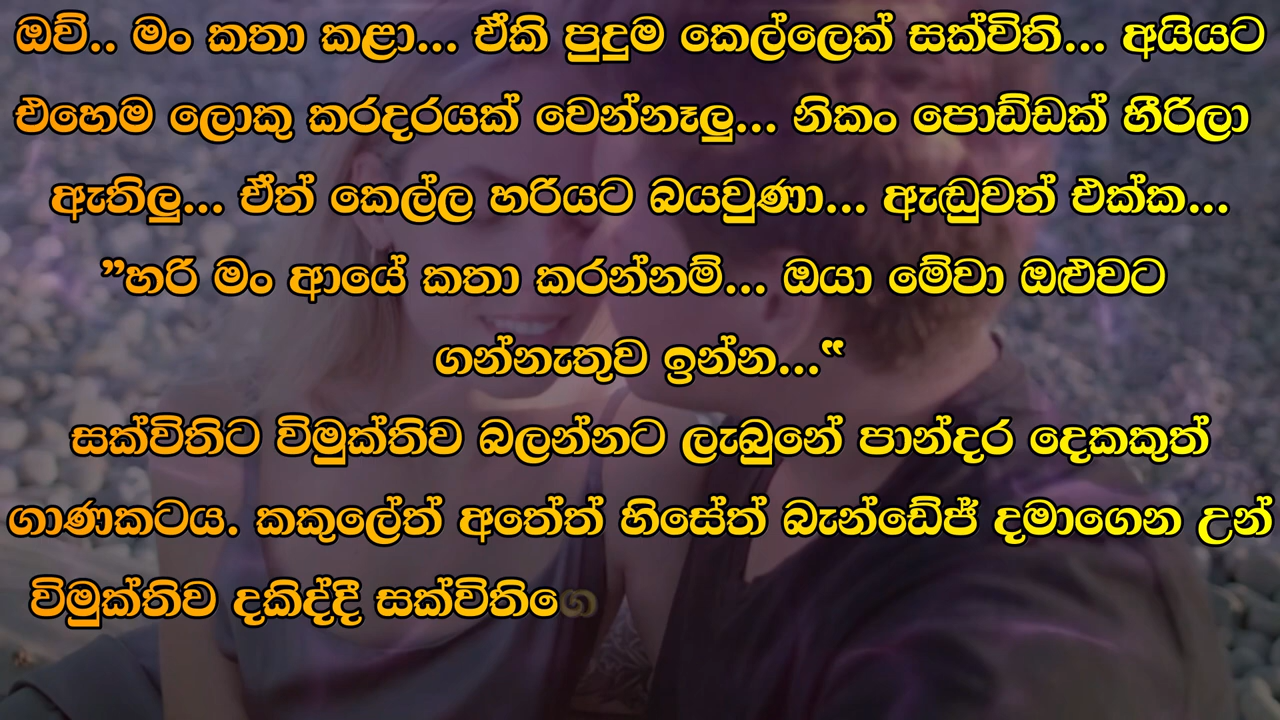 ඔව්.. මං කතා කළා... ඒකි පුදුම කෙල්ලෙක් සක්විති... අයියට
එහෙම ලොකු කරදරයක් වෙන්නෑලු... නිකං පොඩ්ඩක් හීරිලා
ඇතිලු... ඒත් කෙල්ල හරියට බයවුණා... ඇඬුවත් එක්ක...
”හරි මං ආයේ කතා කරන්නම්... ඔයා මේවා ඔළුවට
ගන්නැතුව ඉන්න...‟
සක්විතිට විමුක්තිව බලන්නට ලැබුනේ පාන්දර දෙකකුත්
ගාණකටය. කකුලේත් අතේත් හිසේත් බැන්ඩේජ් දමාගෙන උන්
විමුක්තිව දකිද්දී සක්විතිගෙ